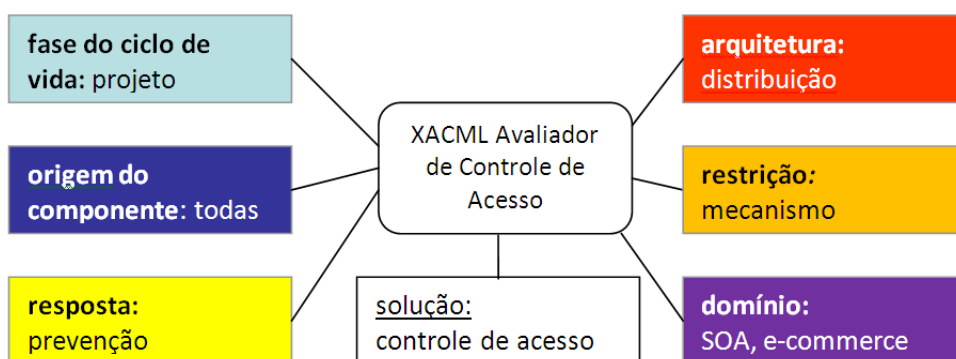 fase do ciclo de
vida: projeto
origem do
componente: todas
resposta:
prevenção
XACML Avaliador
de Controle de
Acesso
solução:
controle de acesso
arquitetura:
distribuição
restrição:
mecanismo
domínio:
SOA, e-commerce